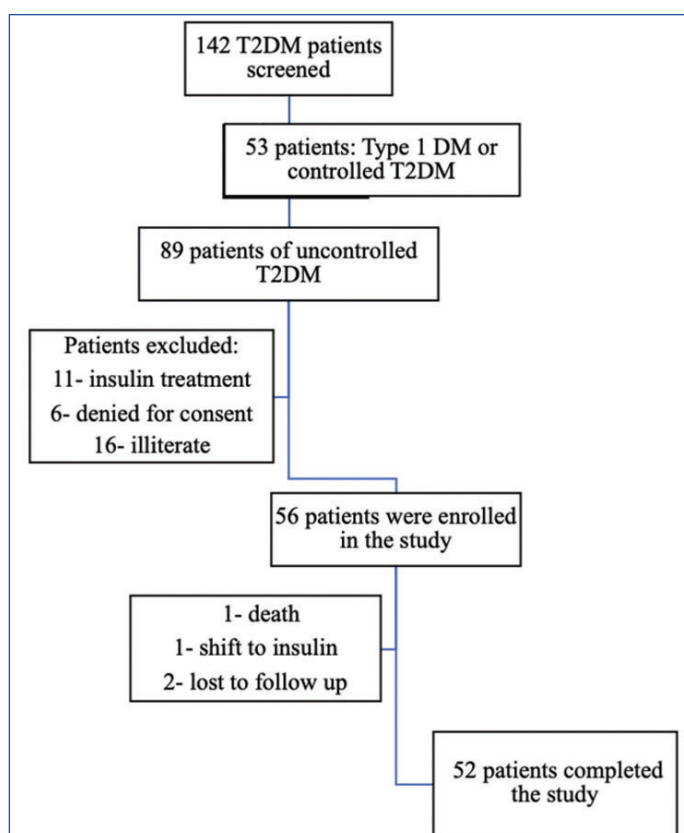 142 T2DM patients
screened
53 patients: Type 1 DM or
controlled T2DM
89 patients of uncontrolled
T2DM
Patients excluded:
11- insulin treatment
6- denied for consent
16- illiterate
56 patients were enrolled
in the study
1- death
1- shift to insulin
2- lost to follow up
52 patients completed
the study